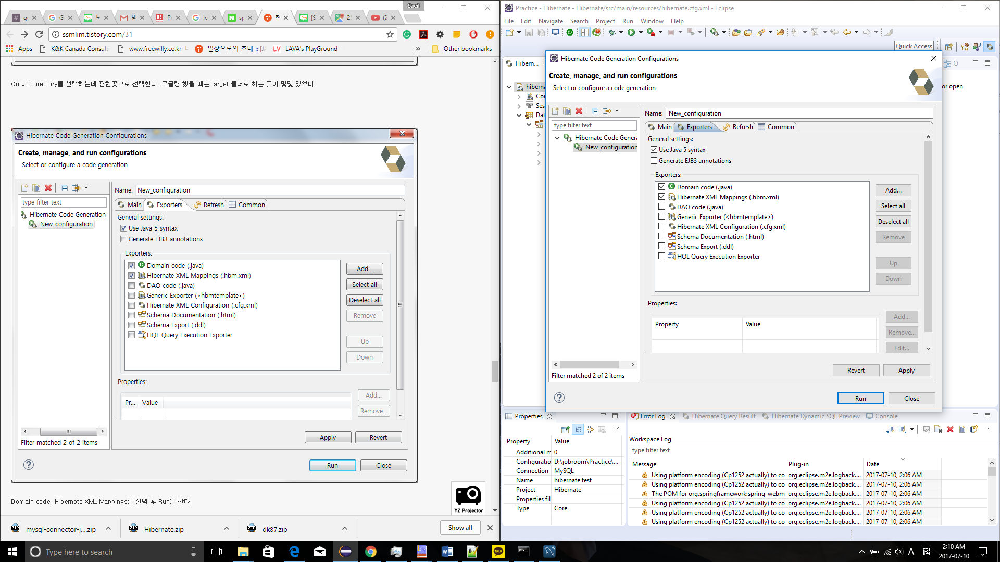 Saeil
ssmlim.tistory.com/31
Apps
K&K Canada Consult
www.freewilly.co.kr
일상으로의 초대 :: [J
LAVA's PlayGround -
»
Other bookmarks
Output directory를 선택하는데 편한곳으로 선택한다. 구글링 했을 때는 target 폴더로 하는 곳이 몇몇 있었다.
Hibernate Code Generation Configurations
Create, manage, and run configurations
Select or configure a code generation
type filter text
Hibernate Code Generation
New_configuration
Filter matched 2 of 2 items
Name: New_configuration
Main
Exporters
Refresh
Common
General settings:
Use Java 5 syntax
Generate EJB3 annotations
Exporters:
Domain code (.java)
Hibernate XML Mappings (.hbm.xml)
DAO code (.java)
Generic Exporter (<hbmtemplate>)
Hibernate XML Configuration (.cfg.xml)
Schema Documentation (.html)
Schema Export (.ddl)
HQL Query Execution Exporter
Add...
Select all
Deselect all
Remove
Up
Down
Properties:
Pr... Value
Add...
Remove...
Apply Revert
Run Close
Domain code, Hibernate XML Mappings를 선택 후 Run을 한다.
YZ Projector
mysql-connector-j....zip
Hibernate.zip
dk87.zip
Show all
Practice - Hibernate - Hibernate/src/main/resources/hibernate.cfg.xml - Eclipse
File Edit Navigate Search Project Run Window Help
Quick Access
Hibern...
hiberna
Cor
Ses
Dat
or open
Hibernate Code Generation Configurations
Create, manage, and run configurations
Select or configure a code generation
type filter text
Hibernate Code Genera
New_configuration
Filter matched 2 of 2 items
Name: New_configuration
Main
Exporters
Refresh
Common
General settings:
Use Java 5 syntax
Generate EJB3 annotations
Exporters:
Domain code (.java)
Hibernate XML Mappings (.hbm.xml)
DAO code (.java)
Generic Exporter (<hbmtemplate>)
Hibernate XML Configuration (.cfg.xml)
Schema Documentation (.html)
Schema Export (.ddl)
HQL Query Execution Exporter
Add...
Select all
Deselect all
Remove
Up
Down
Properties:
Property Value
Add...
Remove...
Edit...
Revert Apply
Run Close
Properties
Property Value
Additional m 0
Configuratio D:\jobroom\Practice\...
Connection MySQL
Name hibernate test
Project Hibernate
Properties fil
Type Core
Error Log
Hibernate Query Result
Hibernate Dynamic SQL Preview
Console
Workspace Log
type filter text
Message Plug-in Date
Using platform encoding (Cp1252 actually) to co org.eclipse.m2e.logback.... 2017-07-10, 2:06 AM
Using platform encoding (Cp1252 actually) to co org.eclipse.m2e.logback.... 2017-07-10, 2:06 AM
The POM for org.springframework:spring-webm org.eclipse.m2e.logback.... 2017-07-10, 2:06 AM
Using platform encoding (Cp1252 actually) to co org.eclipse.m2e.logback.... 2017-07-10, 2:06 AM
Using platform encoding (Cp1252 actually) to co org.eclipse.m2e.logback.... 2017-07-10, 2:06 AM
Using platform encoding (Cp1252 actually) to co org.eclipse.m2e.logback.... 2017-07-10, 2:06 AM
Type here to search
TALK
A
2:10 AM
2017-07-10